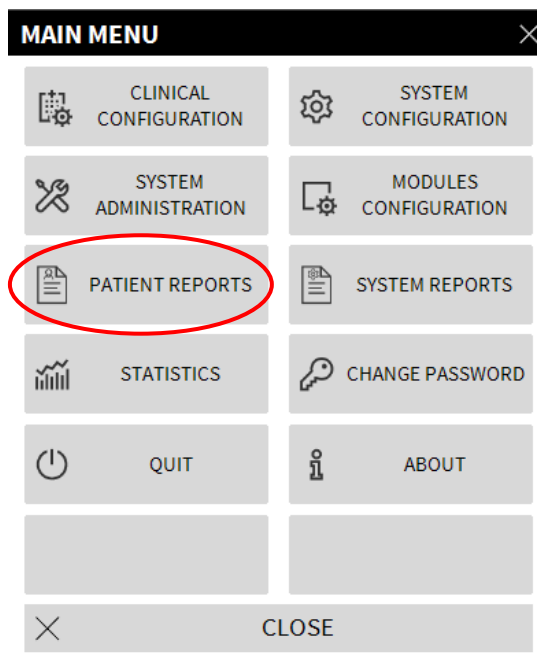 MAIN MENU
CLINICAL
CONFIGURATION
SYSTEM
CONFIGURATION
SYSTEM
ADMINISTRATION
MODULES
CONFIGURATION
PATIENT REPORTS
SYSTEM REPORTS
STATISTICS
CHANGE PASSWORD
QUIT
ABOUT
CLOSE